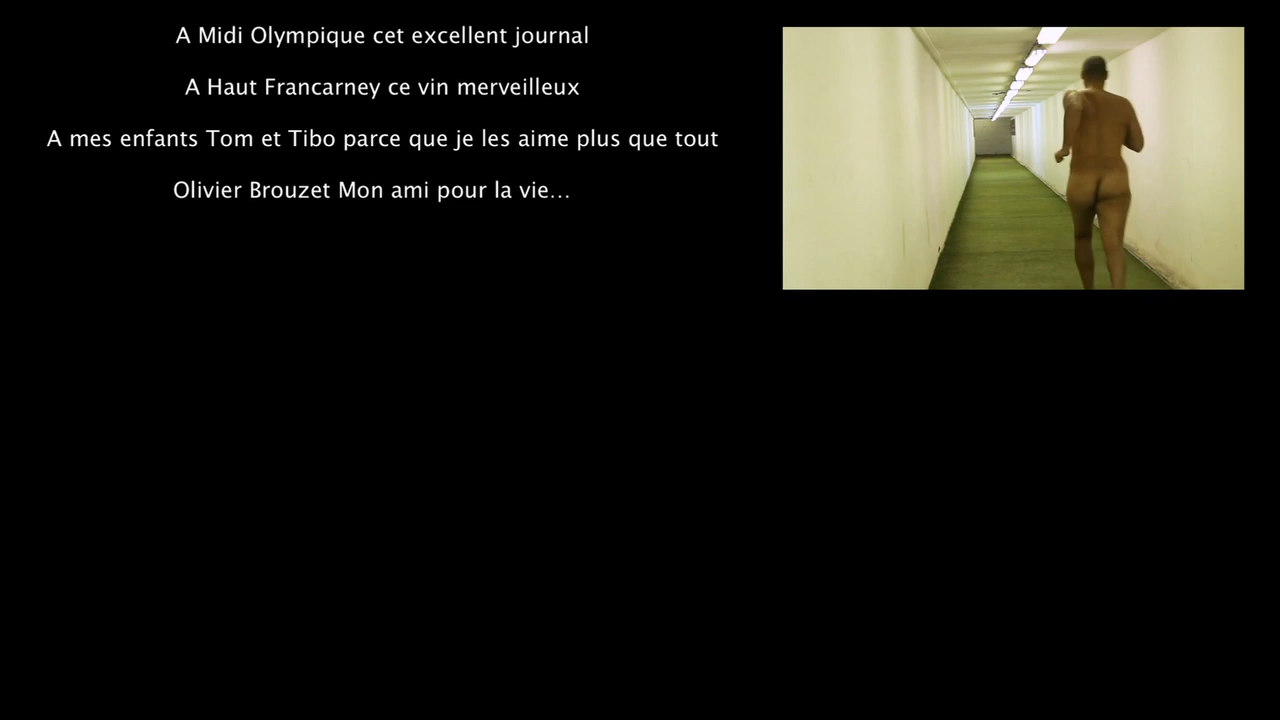 A Midi Olympique cet excellent journal
A Haut Francarney ce vin merveilleux
A mes enfants Tom et Tibo parce que je les aime plus que tout
Olivier Brouzet Mon ami pour la vie...